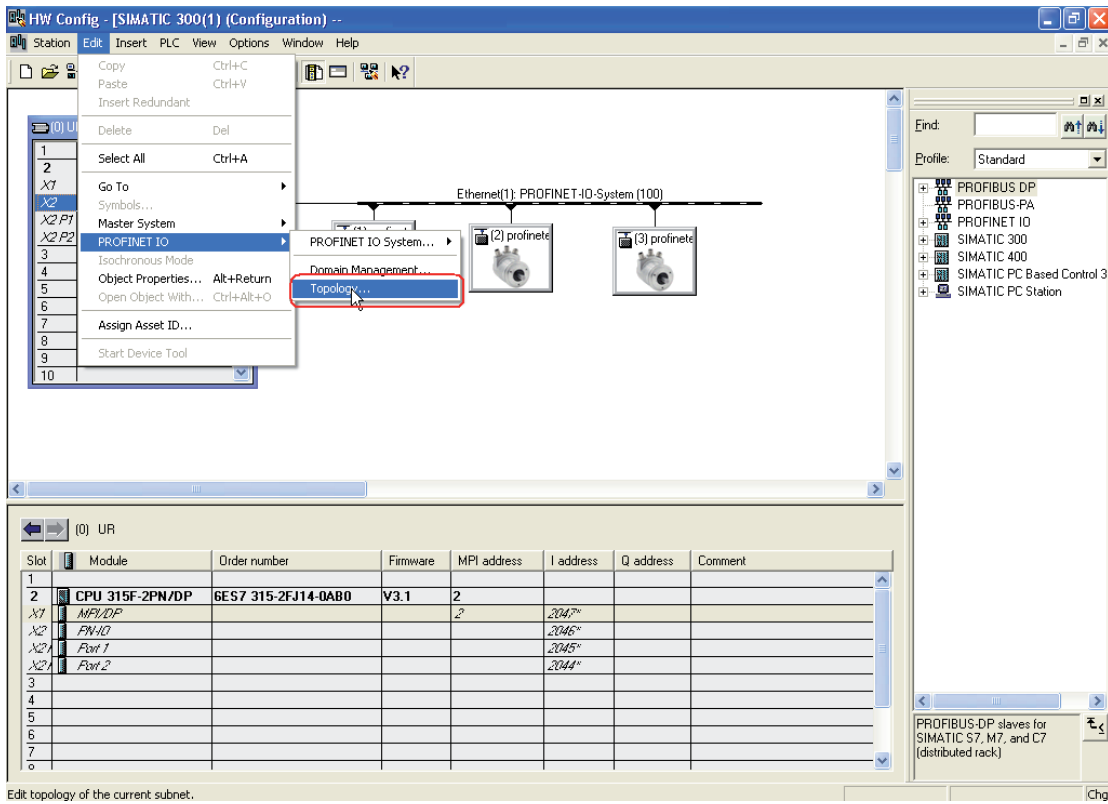 HW Config - [SIMATIC 300(1) (Configuration) --
Station Edit Insert PLC View Options Window Help
Copy Ctrl+C
Paste Ctrl+V
Insert Redundant
Delete Del
Select All Ctrl+A
Go To
Symbols...
Master System
PROFINET IO
Isochronous Mode
Object Properties... Alt+Return
Open Object With... Ctrl+Alt+O
Assign Asset ID...
Start Device Tool
PROFINET IO System...
Domain Management...
Topology...
(0) U
1
2
X1
X2
X2 P1
X2 P2
3
4
5
6
7
8
9
10
Ethernet(1): PROFINET-IO-System (100)
(2) profinete
(3) profinete
Find:
Profile: Standard
PROFIBUS DP
PROFIBUS-PA
PROFINET IO
SIMATIC 300
SIMATIC 400
SIMATIC PC Based Control 3
SIMATIC PC Station
PROFIBUS-DP slaves for
SIMATIC S7, M7, and C7
(distributed rack)
(0) UR
Slot Module Order number Firmware MPI address I address Q address Comment
1
2 CPU 315F-2PN/DP 6ES7 315-2FJ14-0AB0 V3.1 2
X1 MPI/DP 2 2047*
X2 PN-IO 2046*
X2 Port 1 2045*
X2 Port 2 2044*
3
4
5
6
7
Edit topology of the current subnet.
Chg